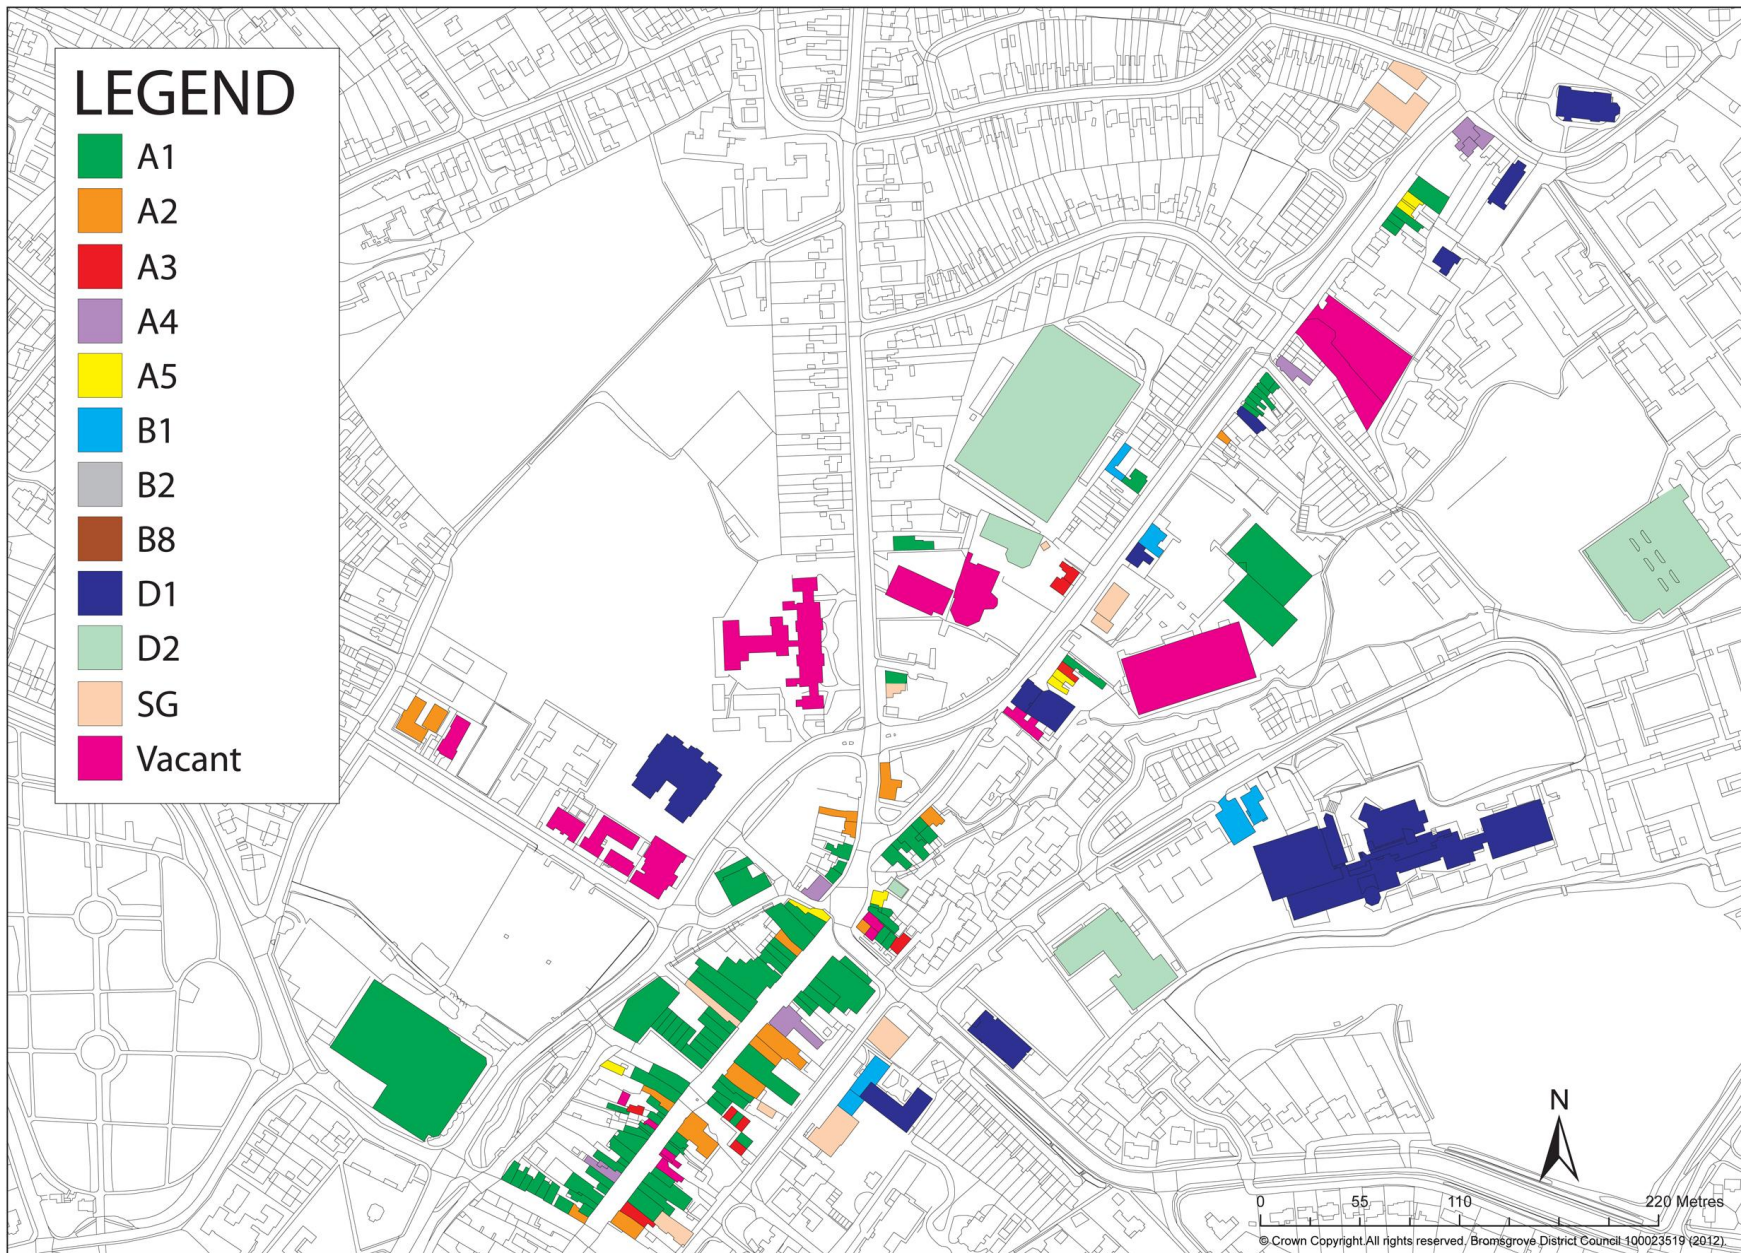 LEGEND
A1
A2
A3
A4
A5
B1
B2
B8
D1
D2
SG
Vacant
N
0 55 110 220 Metres
© Crown Copyright.All rights reserved. Bromsgrove District Council 100023519 (2012).